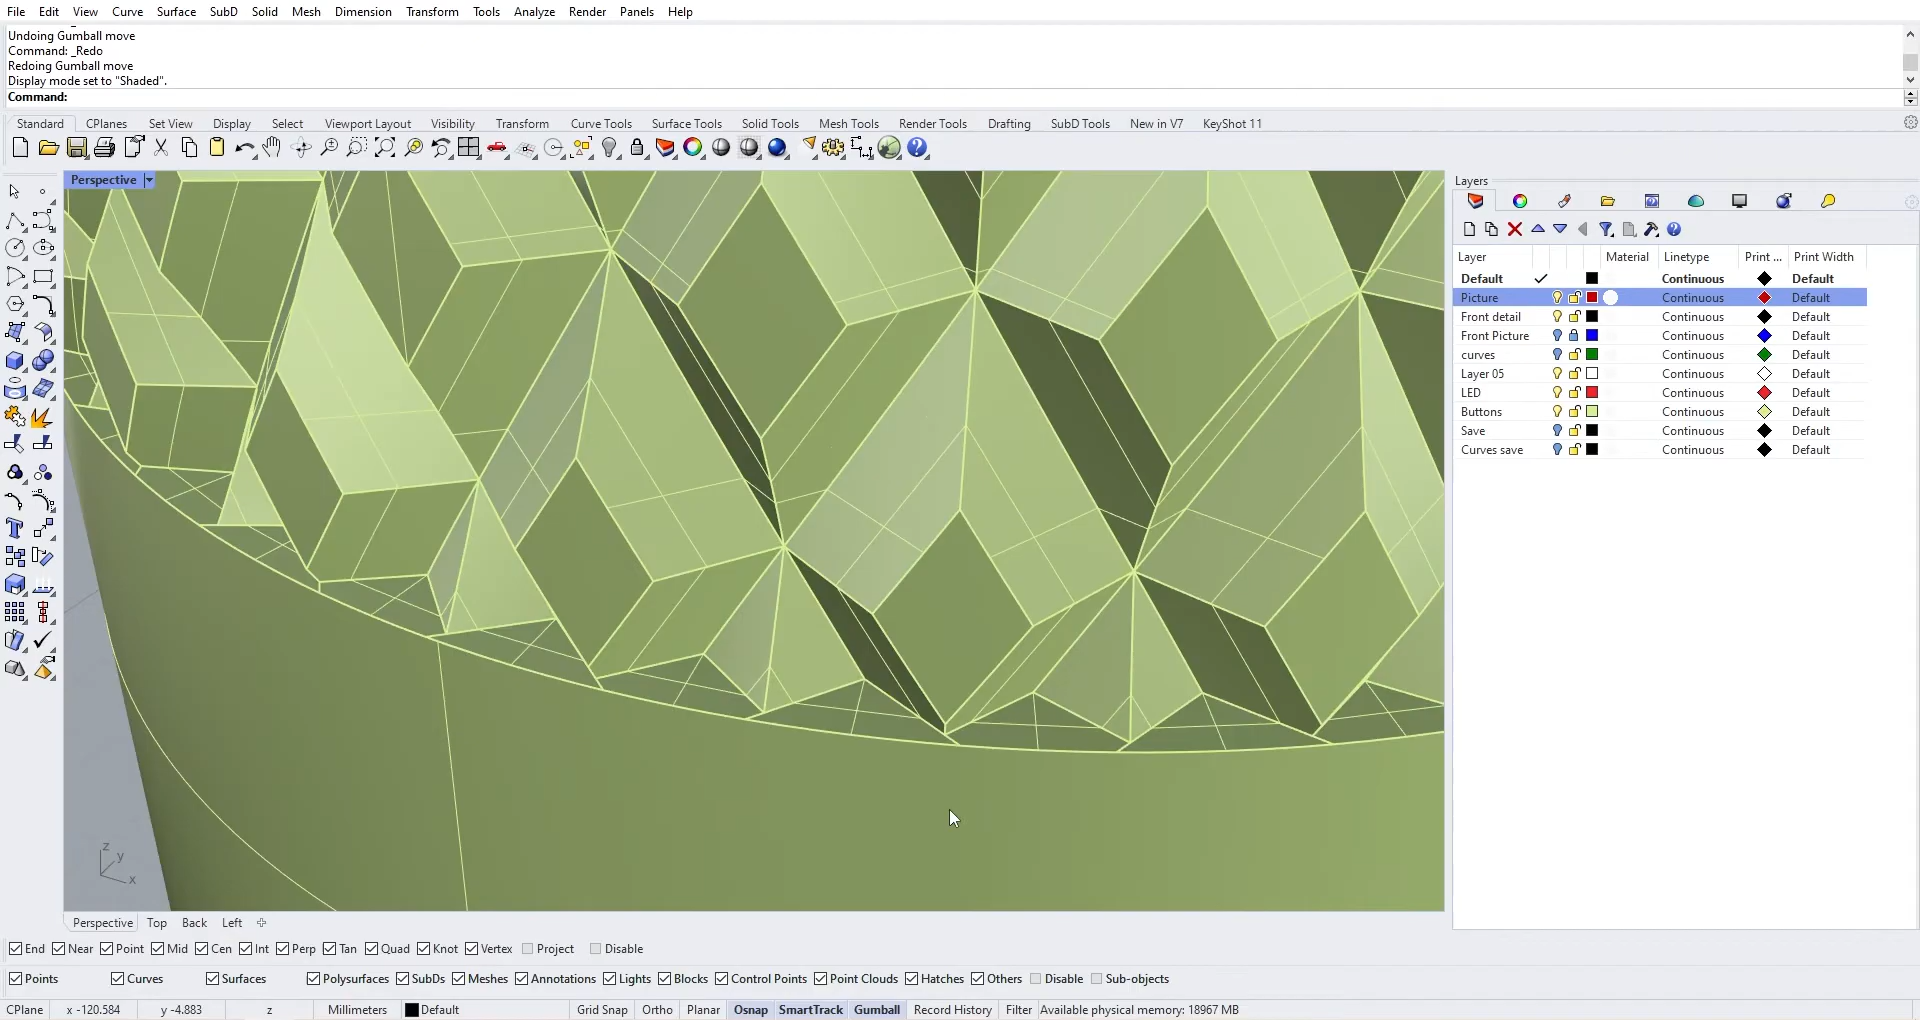 File Edit View Curve Surface SubD Solid Mesh Dimension Transform Tools Analyze Render Panels Help
Undoing Gumball move
Command: _Redo
Redoing Gumball move
Display mode set to "Shaded".
Command:
Standard CPlanes Set View Display Select Viewport Layout Visibility Transform Curve Tools Surface Tools Solid Tools Mesh Tools Render Tools Drafting SubD Tools New in V7 KeyShot 11
Perspective
Layers
Layer Material Linetype Print ... Print Width
Default Continuous Default
Picture Continuous Default
Front detail Continuous Default
Front Picture Continuous Default
curves Continuous Default
Layer 05 Continuous Default
LED Continuous Default
Buttons Continuous Default
Save Continuous Default
Curves save Continuous Default
z
y
x
Perspective Top Back Left
End Near Point Mid Cen Int Perp Tan Quad Knot Vertex Project Disable
Points Curves Surfaces Polysurfaces SubDs Meshes Annotations Lights Blocks Control Points Point Clouds Hatches Others Disable Sub-objects
CPlane x -120.584 y -4.883 z Millimeters Default Grid Snap Ortho Planar Osnap SmartTrack Gumball Record History Filter Available physical memory: 18967 MB